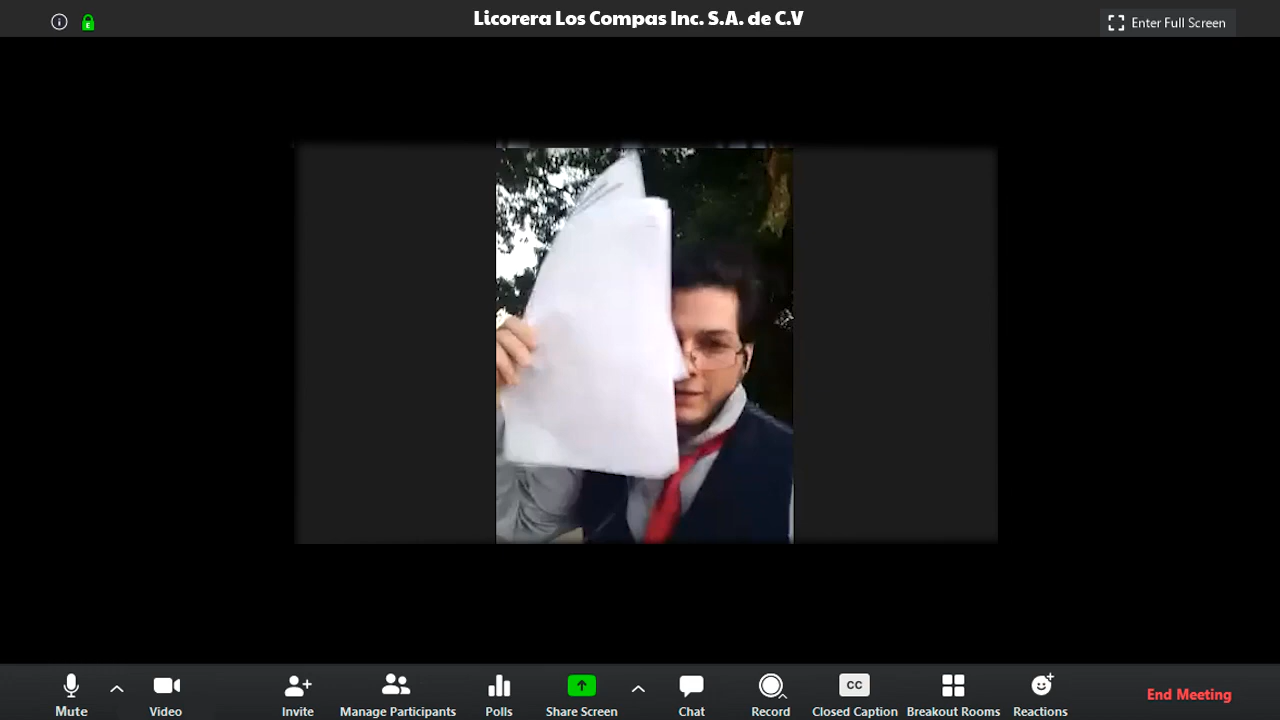 Licorera Los Compas Inc. S.A. de C.V
Enter Full Screen
E
Mute
Video
Invite
Manage Participants
Polls
Share Screen
Chat
Record
CC
Closed Caption
Breakout Rooms
Reactions
End Meeting